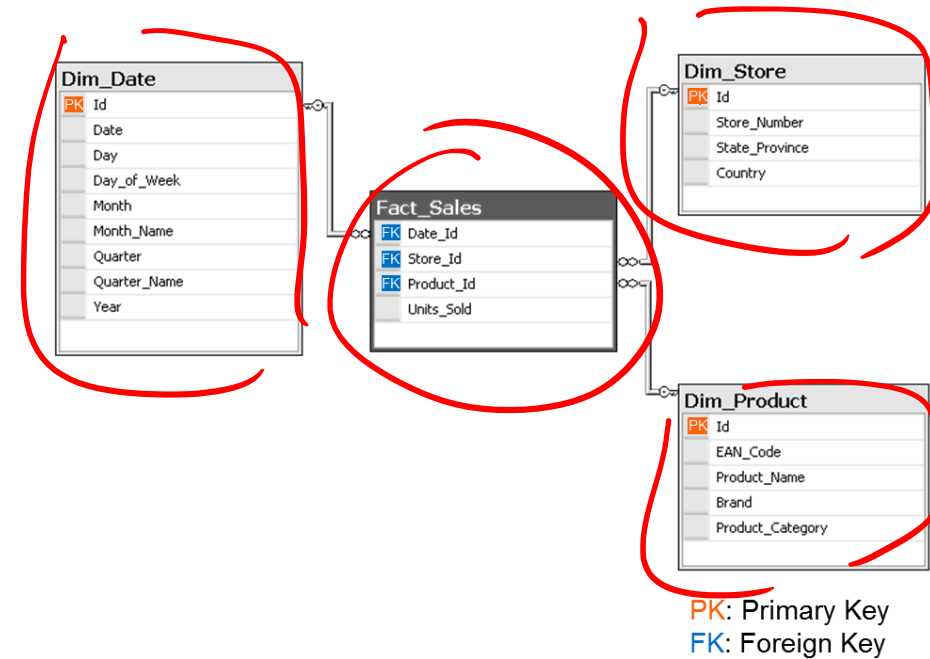 Dim_Date
PK Id
Date
Day
Day_of_Week
Month
Month_Name
Quarter
Quarter_Name
Year
Fact_Sales
FK Date_Id
FK Store_Id
FK Product_Id
Units_Sold
Dim_Store
PK Id
Store_Number
State_Province
Country
Dim_Product
PK Id
EAN_Code
Product_Name
Brand
Product_Category
PK: Primary Key
FK: Foreign Key